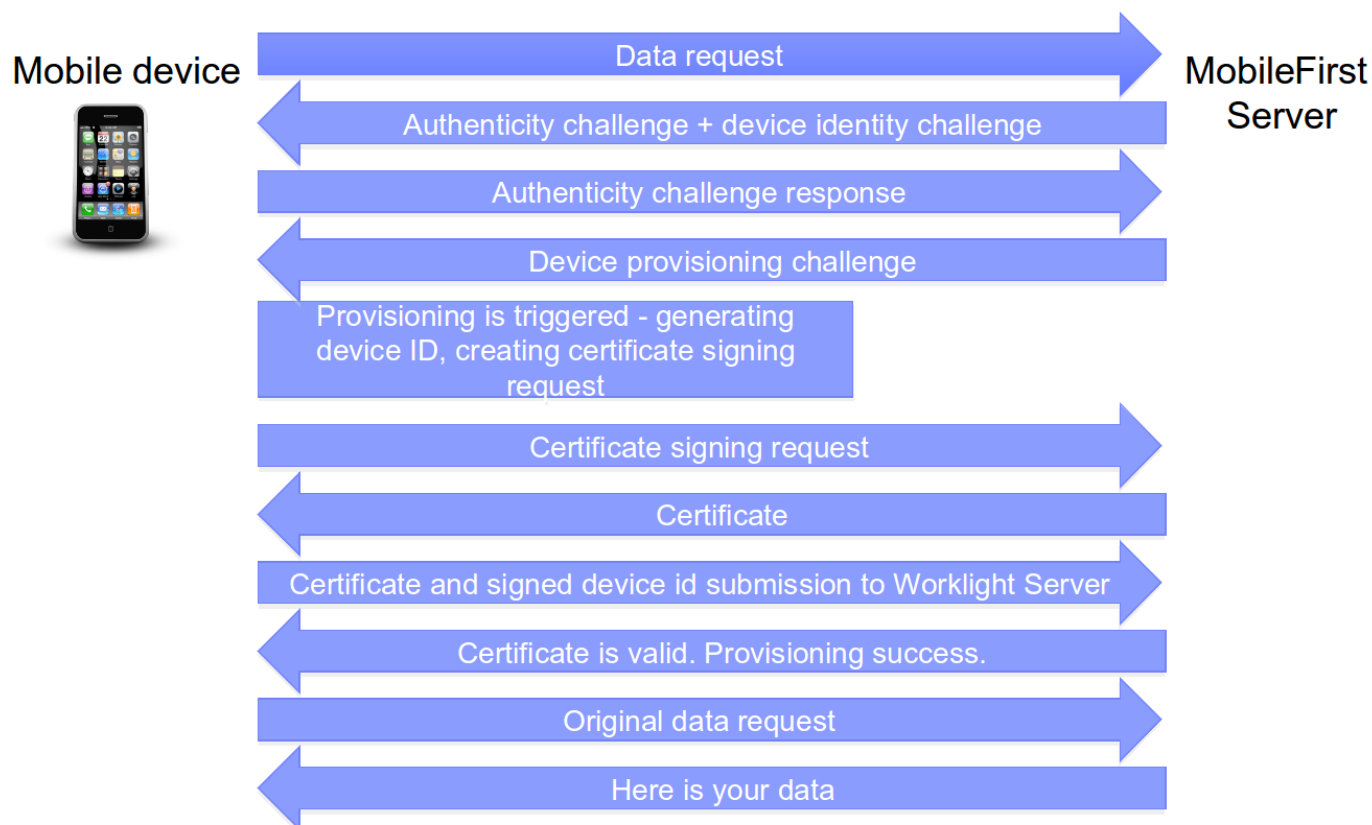 Data request
Mobile device
MobileFirst
Server
Authenticity challenge + device identity challenge
Authenticity challenge response
Device provisioning challenge
Provisioning is triggered - generating
device ID, creating certificate signing
request
Certificate signing request
Certificate
Certificate and signed device id submission to Worklight Server
Certificate is valid. Provisioning success.
Original data request
Here is your data